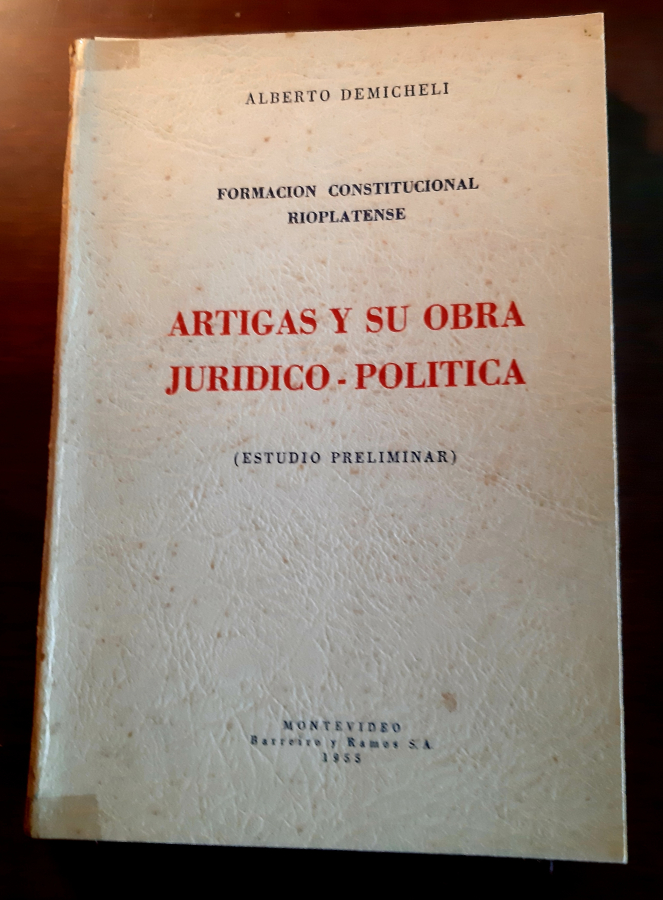 ALBERTO DEMICHELI
FORMACION CONSTITUCIONAL
RIOPLATENSE
ARTIGAS Y SU OBRA
JURIDICO - POLITICA
(ESTUDIO PRELIMINAR)
MONTEVIDEO
Barreiro y Ramos S. A.
1955